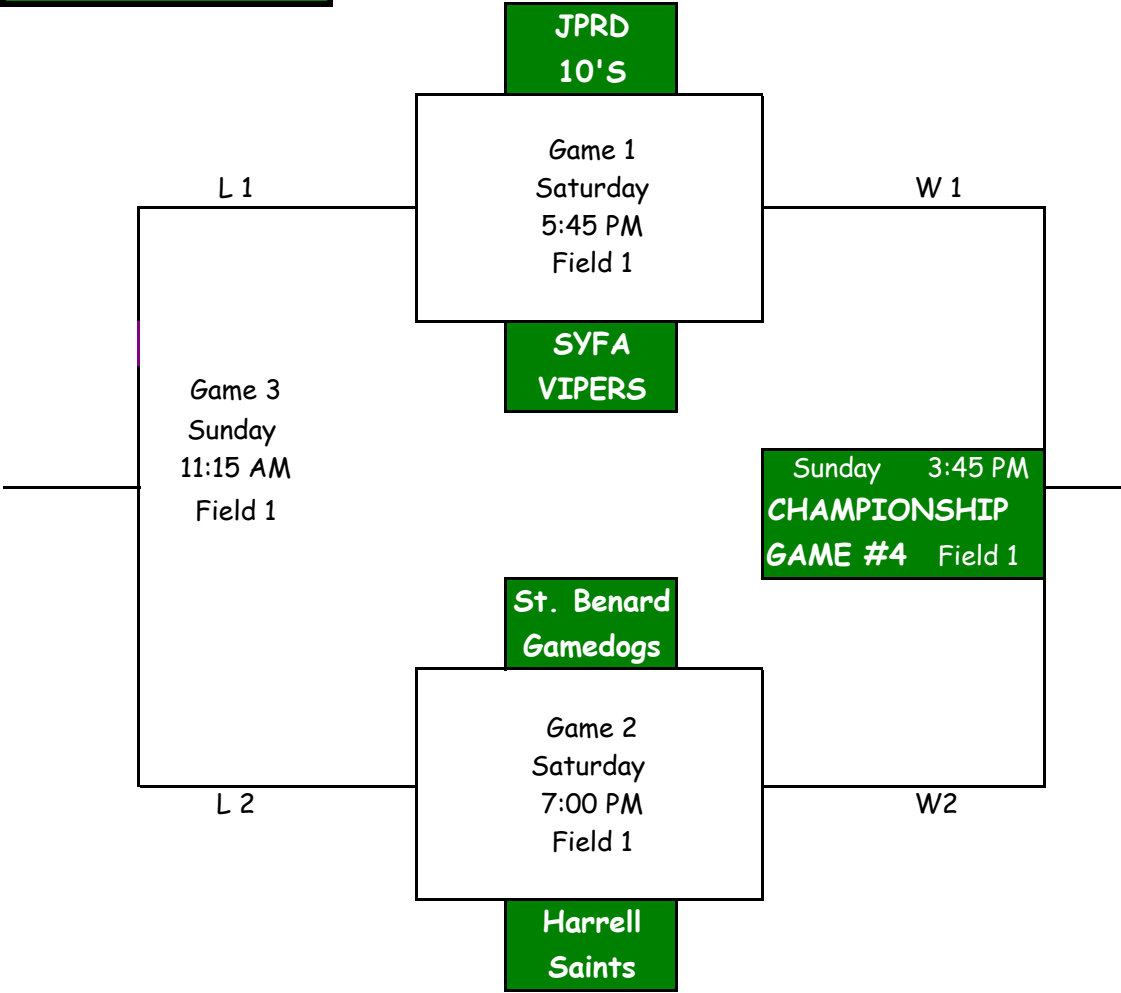 JPRD
10'S
Game 1
Saturday
5:45 PM
Field 1
L 1
W 1
SYFA
VIPERS
Game 3
Sunday
11:15 AM
Field 1
Sunday 3:45 PM
CHAMPIONSHIP
GAME #4 Field 1
St. Benard
Gamedogs
Game 2
Saturday
7:00 PM
Field 1
L 2
W2
Harrell
Saints